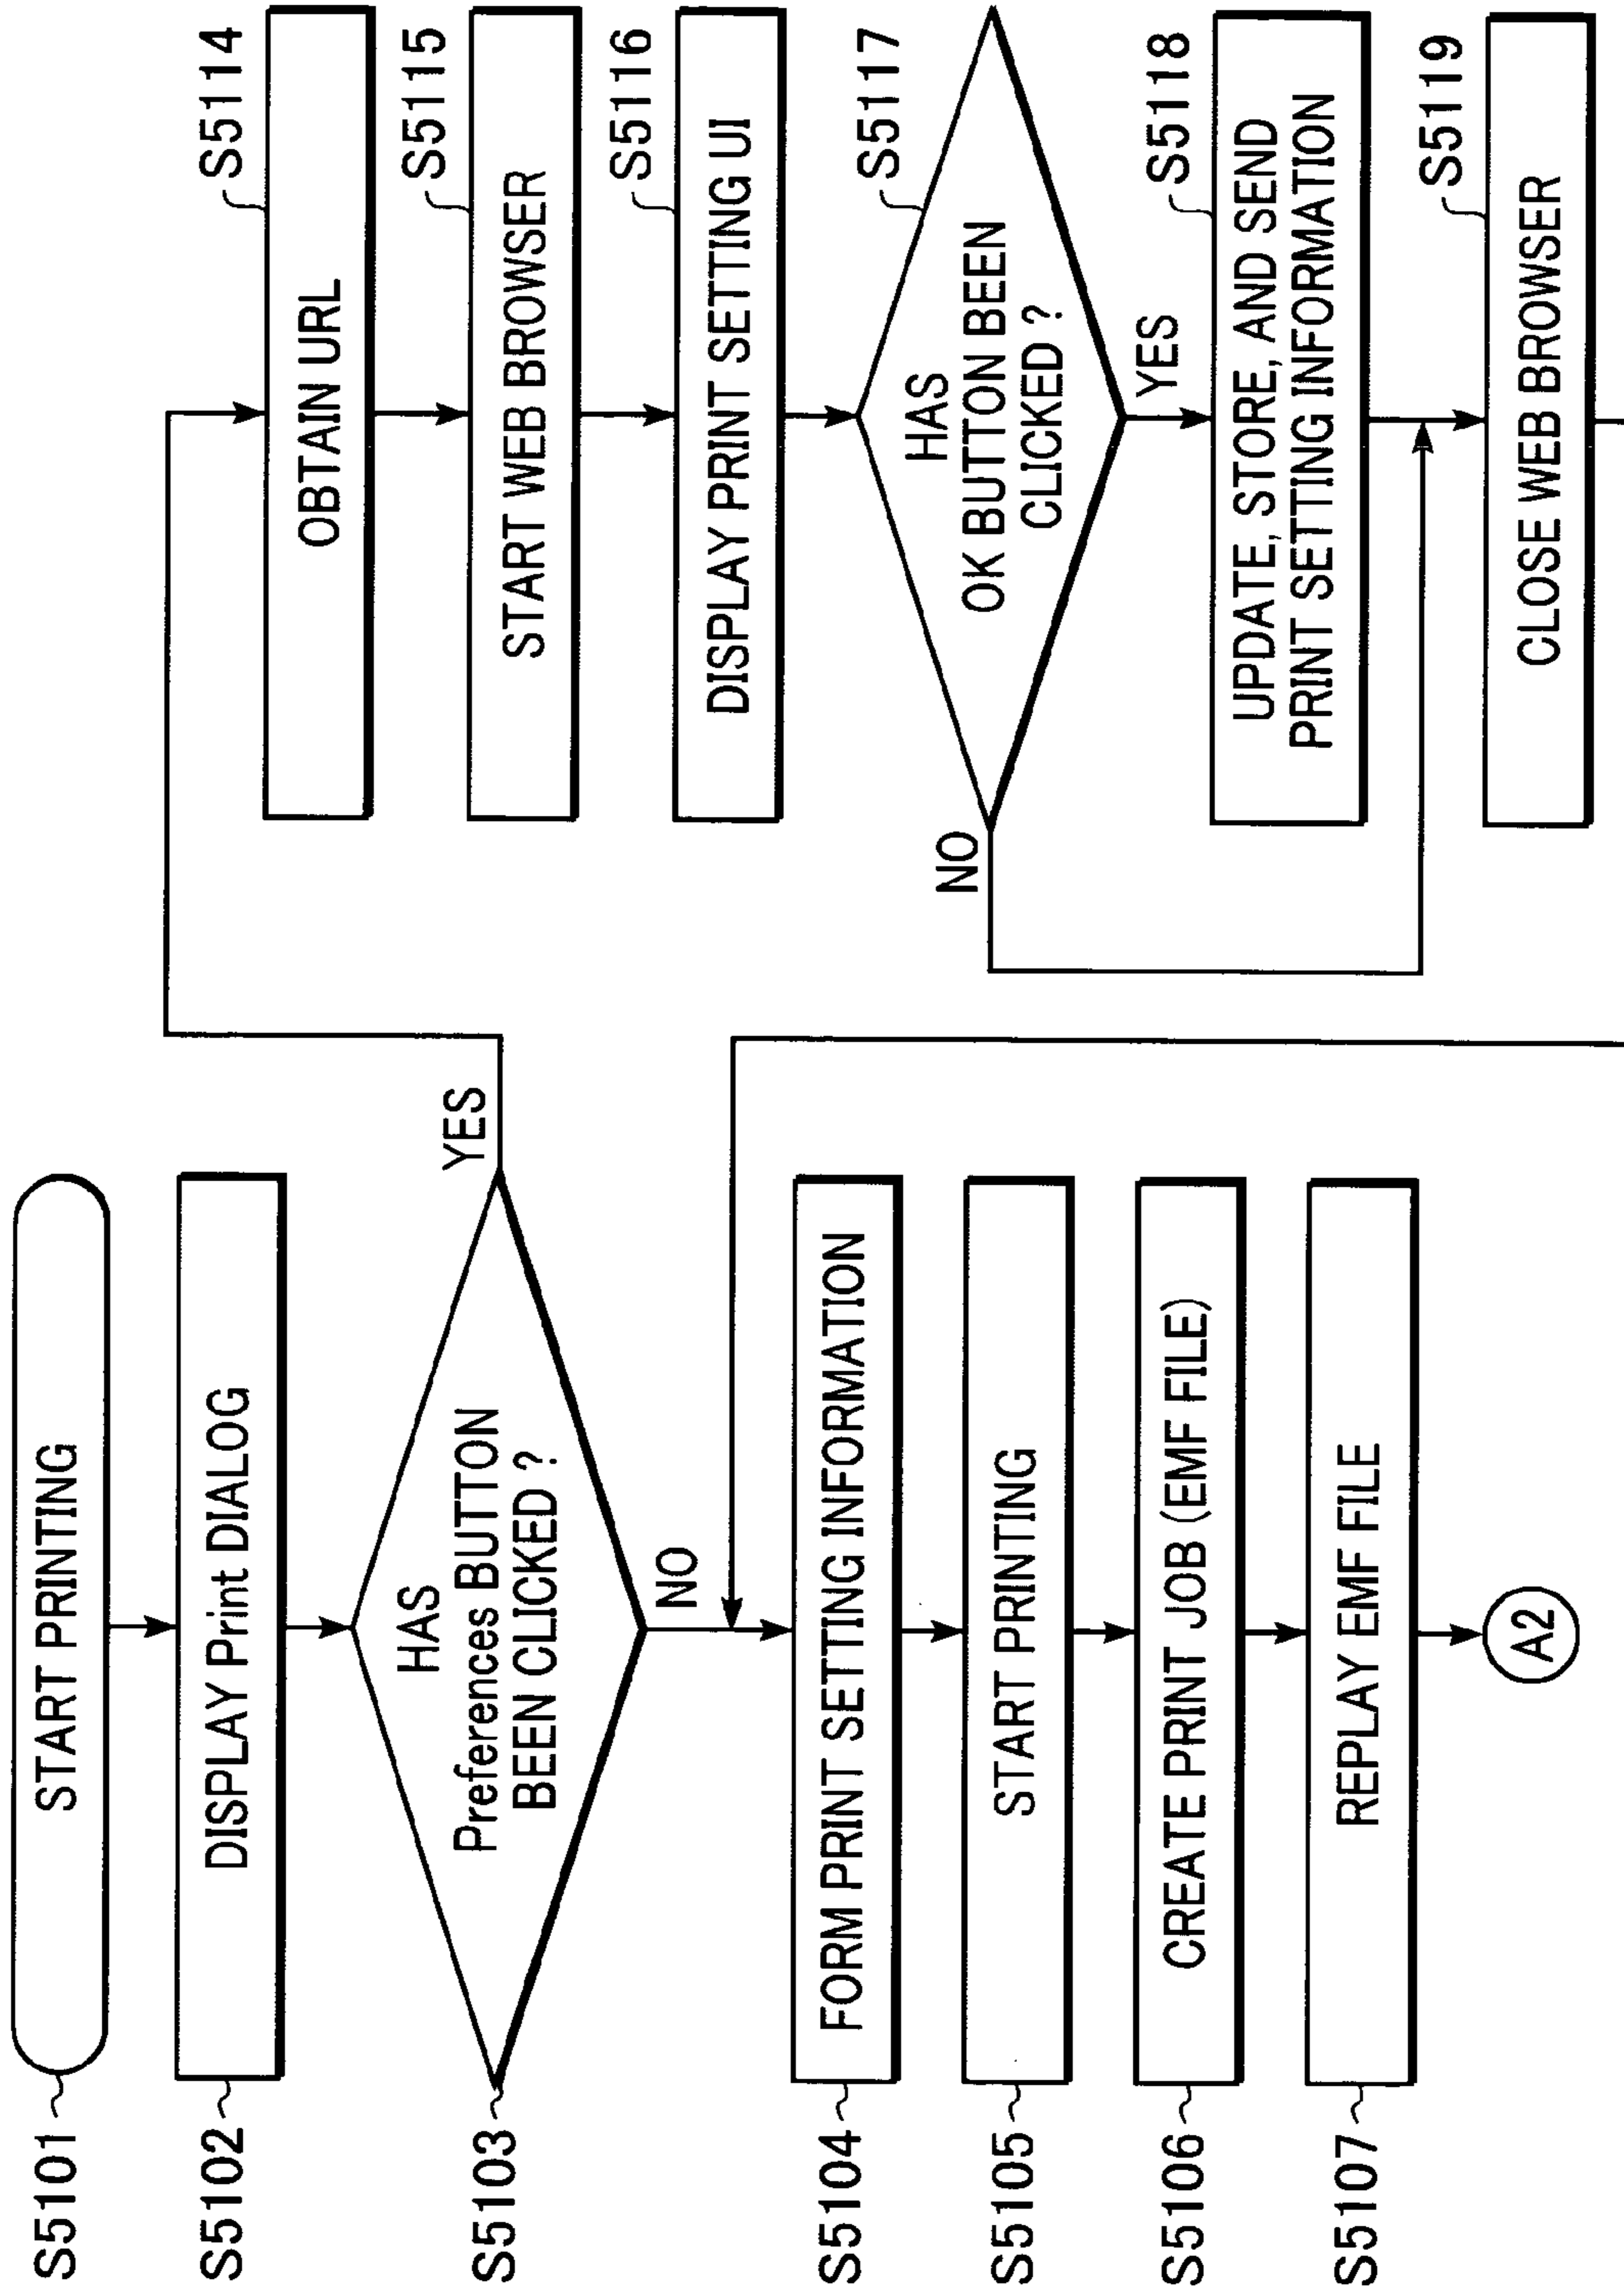 S5101
START PRINTING
S5102
DISPLAY Print DIALOG
S5103
HAS
Preferences BUTTON
BEEN CLICKED ?
YES
NO
S5104
FORM PRINT SETTING INFORMATION
S5105
START PRINTING
S5106
CREATE PRINT JOB (EMF FILE)
S5107
REPLAY EMF FILE
A2
S5114
OBTAIN URL
S5115
START WEB BROWSER
S5116
DISPLAY PRINT SETTING UI
S5117
HAS
OK BUTTON BEEN
CLICKED ?
NO
YES
S5118
UPDATE, STORE, AND SEND
PRINT SETTING INFORMATION
S5119
CLOSE WEB BROWSER